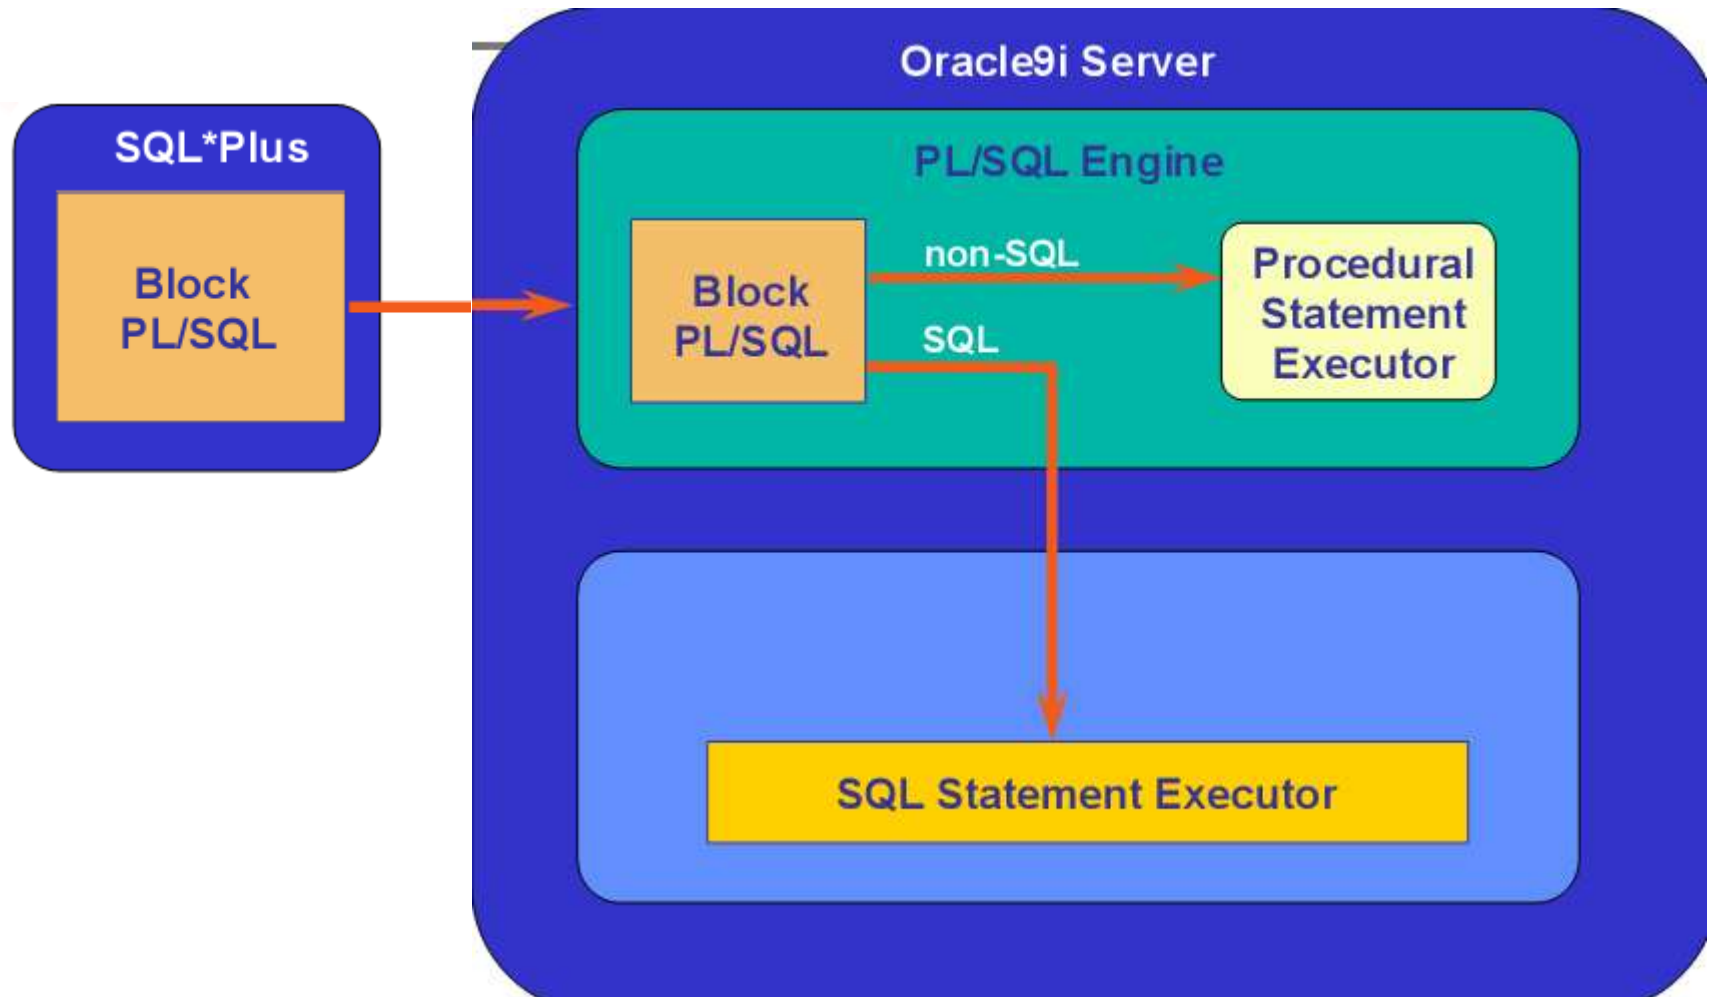 Oracle9i Server
SQL*Plus
Block
PL/SQL
PL/SQL Engine
Block
PL/SQL
non-SQL
SQL
Procedural
Statement
Executor
SQL Statement Executor